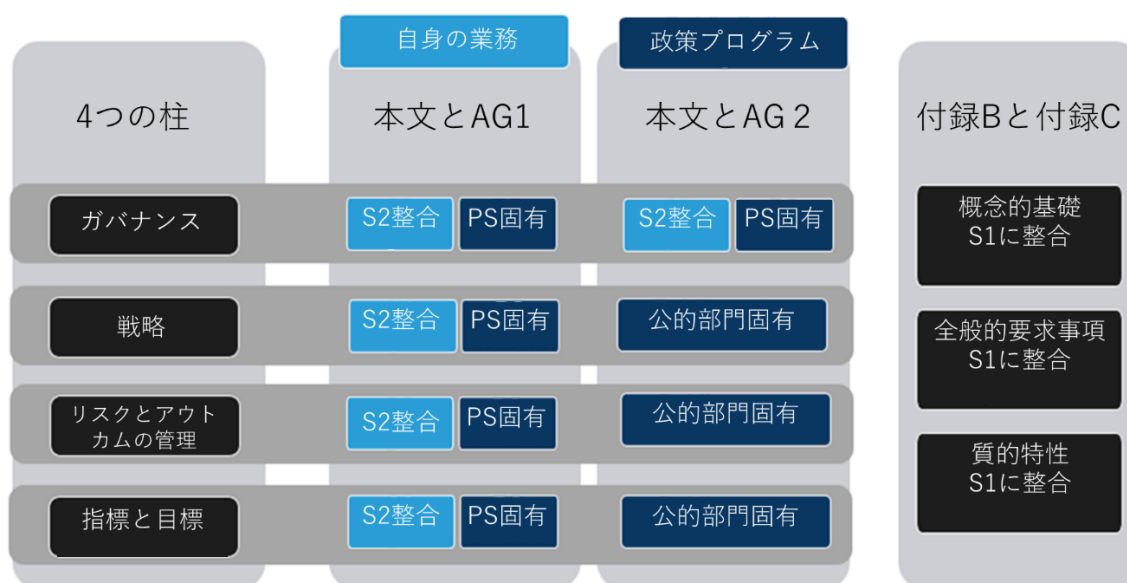 自身の業務
政策プログラム
4つの柱
本文とAG1
本文とAG 2
付録Bと付録C
ガバナンス
S2整合
PS固有
S2整合
PS固有
戦略
S2整合
PS固有
公的部門固有
リスクとアウト
カムの管理
S2整合
PS固有
公的部門固有
指標と目標
S2整合
PS固有
公的部門固有
概念的基礎
S1に整合
全般的要求事項
S1に整合
質的特性
S1に整合